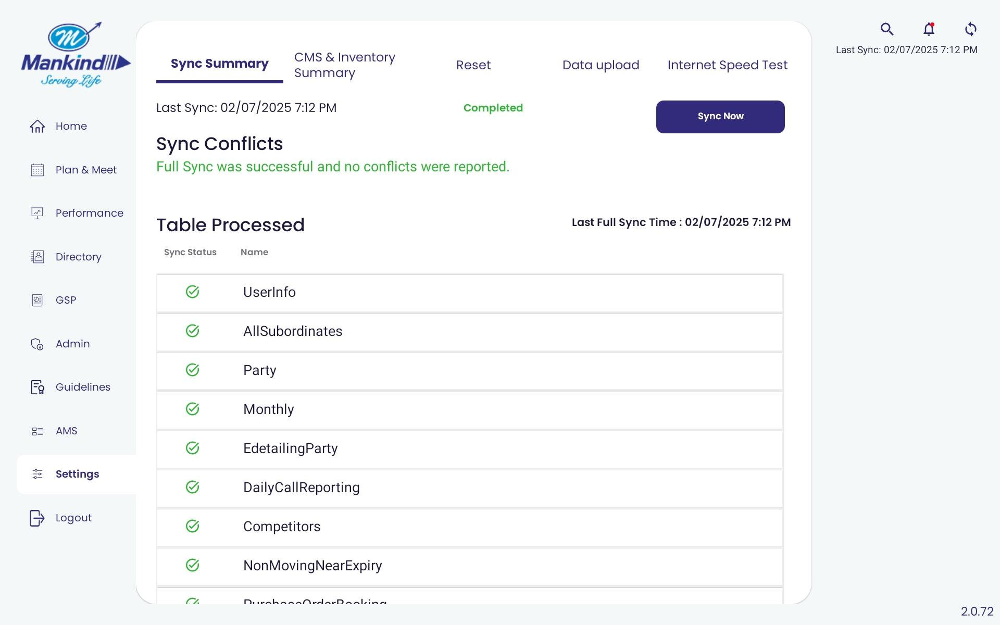 Mankind
Serving Life
Home
Plan & Meet
Performance
Directory
GSP
Admin
Guidelines
AMS
Settings
Logout
Sync Summary
CMS & Inventory
Summary
Reset
Data upload
Internet Speed Test
Last Sync: 02/07/2025 7:12 PM
Completed
Sync Now
Sync Conflicts
Full Sync was successful and no conflicts were reported.
Table Processed
Last Full Sync Time : 02/07/2025 7:12 PM
Sync Status
Name
UserInfo
AllSubordinates
Party
Monthly
EdetailingParty
DailyCallReporting
Competitors
NonMovingNearExpiry
PurchaseOrderBooking
Last Sync: 02/07/2025 7:12 PM
2.0.72